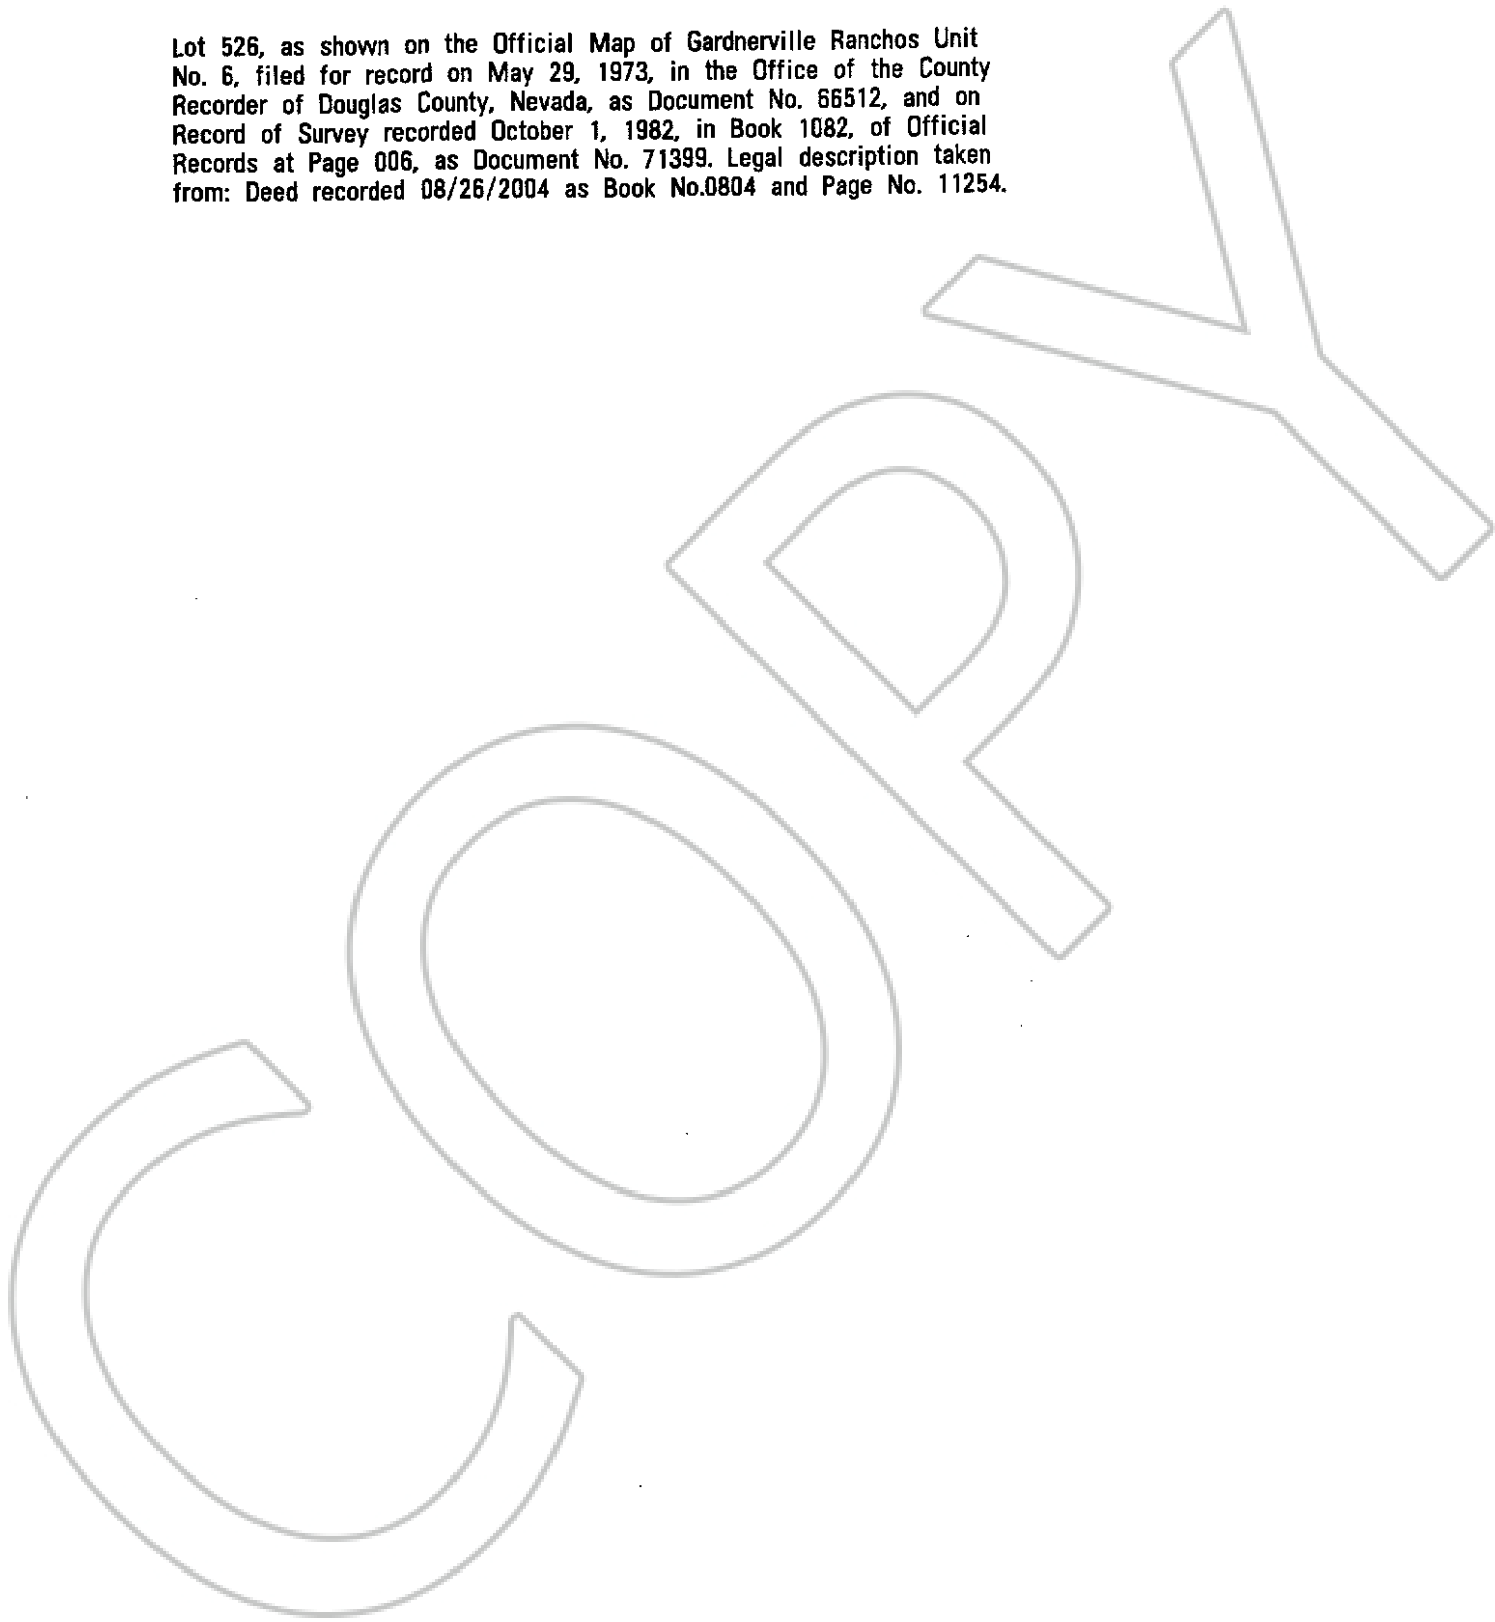 Lot 526, as shown on the Official Map of Gardnerville Ranchos Unit
No. 6, filed for record on May 29, 1973, in the Office of the County
Recorder of Douglas County, Nevada, as Document No. 66512, and on
Record of Survey recorded October 1, 1982, in Book 1082, of Official
Records at Page 006, as Document No. 71399. Legal description taken
from: Deed recorded 08/26/2004 as Book No.0804 and Page No. 11254.
COPY